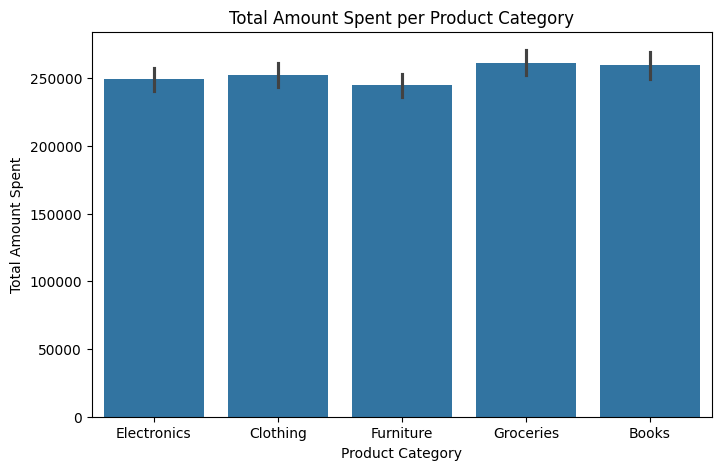 Total Amount Spent per Product Category
Total Amount Spent
250000
200000
150000
100000
50000
0
Electronics Clothing Furniture Groceries Books
Product Category